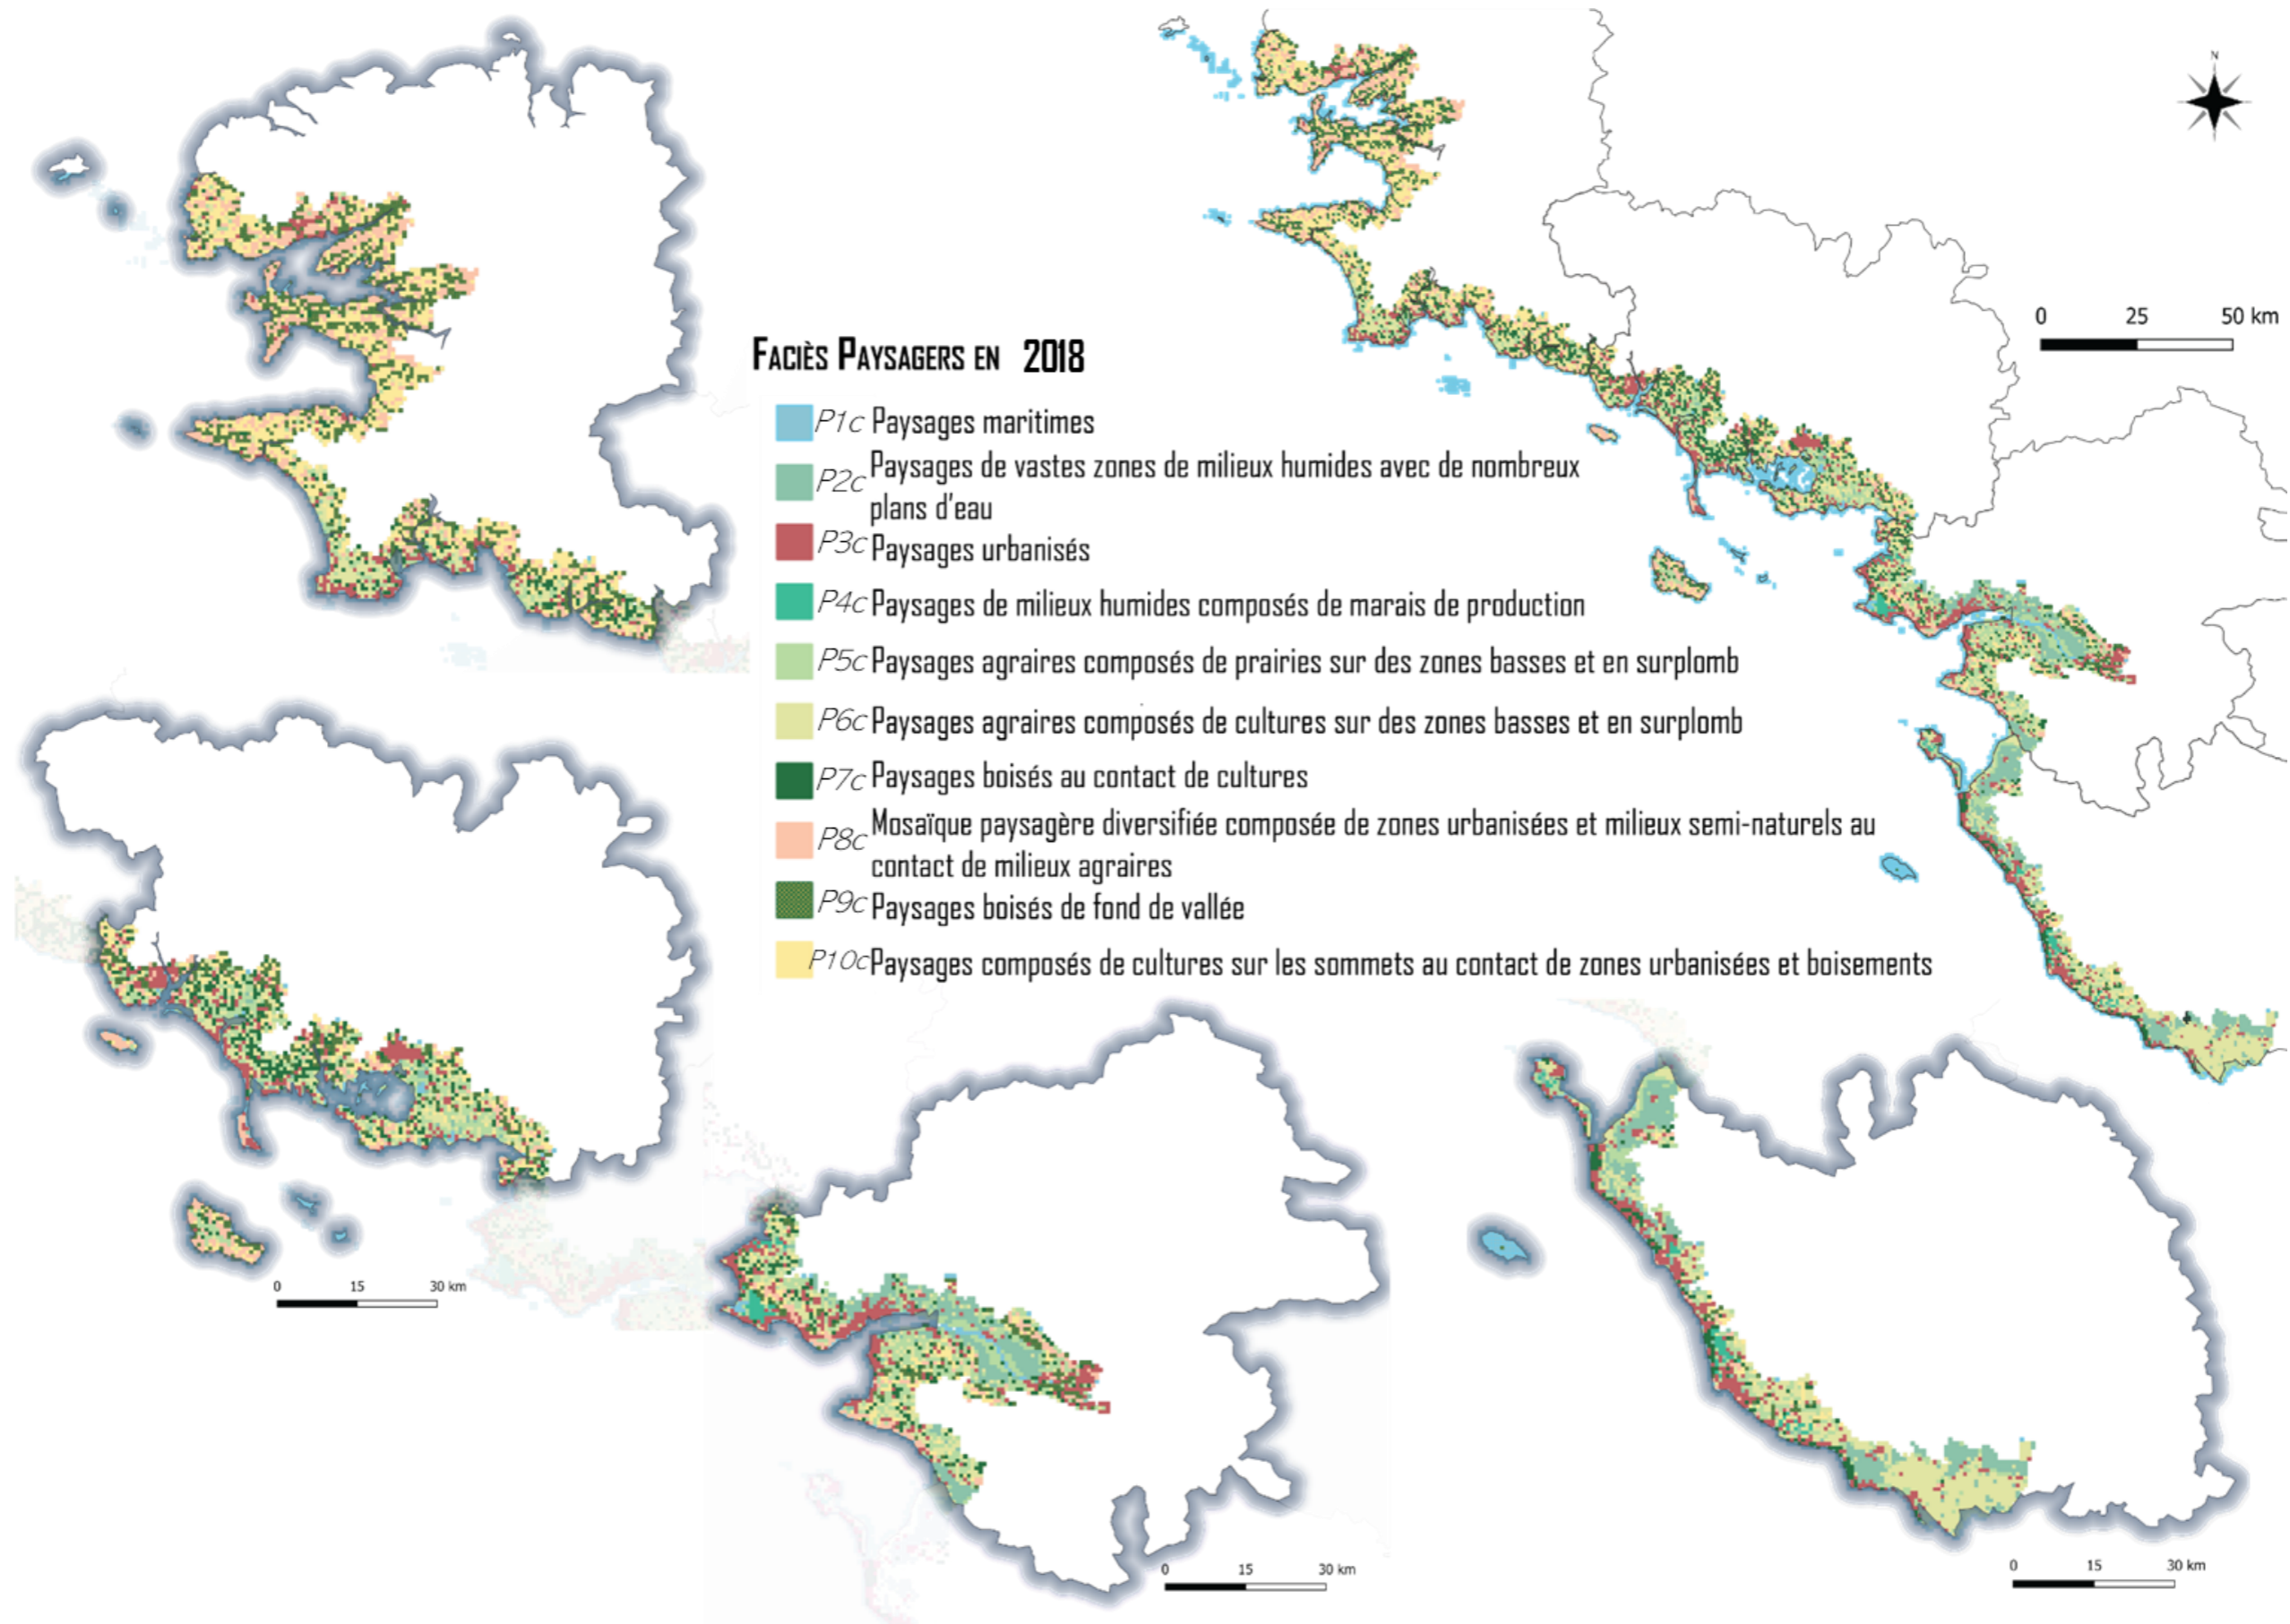 N
0 25 50 km
FACIÈS PAYSAGERS EN 2018
P1c Paysages maritimes
P2c Paysages de vastes zones de milieux humides avec de nombreux
plans d'eau
P3c Paysages urbanisés
P4c Paysages de milieux humides composés de marais de production
P5c Paysages agraires composés de prairies sur des zones basses et en surplomb
P6c Paysages agraires composés de cultures sur des zones basses et en surplomb
P7c Paysages boisés au contact de cultures
P8c Mosaïque paysagère diversifiée composée de zones urbanisées et milieux semi-naturels au
contact de milieux agraires
P9c Paysages boisés de fond de vallée
P10c Paysages composés de cultures sur les sommets au contact de zones urbanisées et boisements
0 15 30 km
0 15 30 km
0 15 30 km